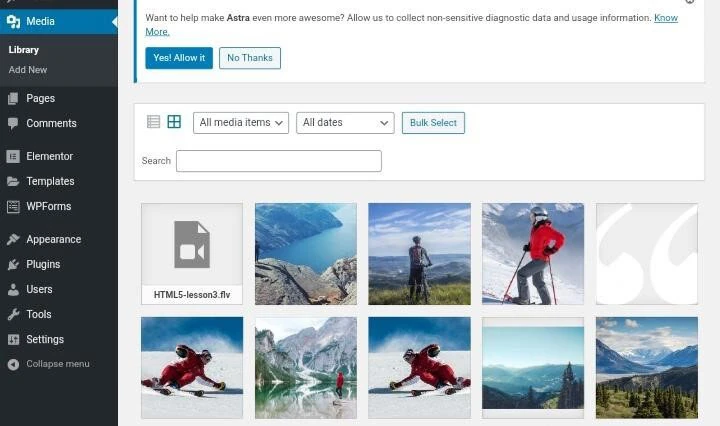 Media
Library
Add New
Pages
Comments
Elementor
Templates
WPForms
Appearance
Plugins
Users
Tools
Settings
Collapse menu
Want to help make Astra even more awesome? Allow us to collect non-sensitive diagnostic data and usage information. Know
More.
Yes! Allow it
No Thanks
All media items
All dates
Bulk Select
Search
HTML5-lesson3.flv